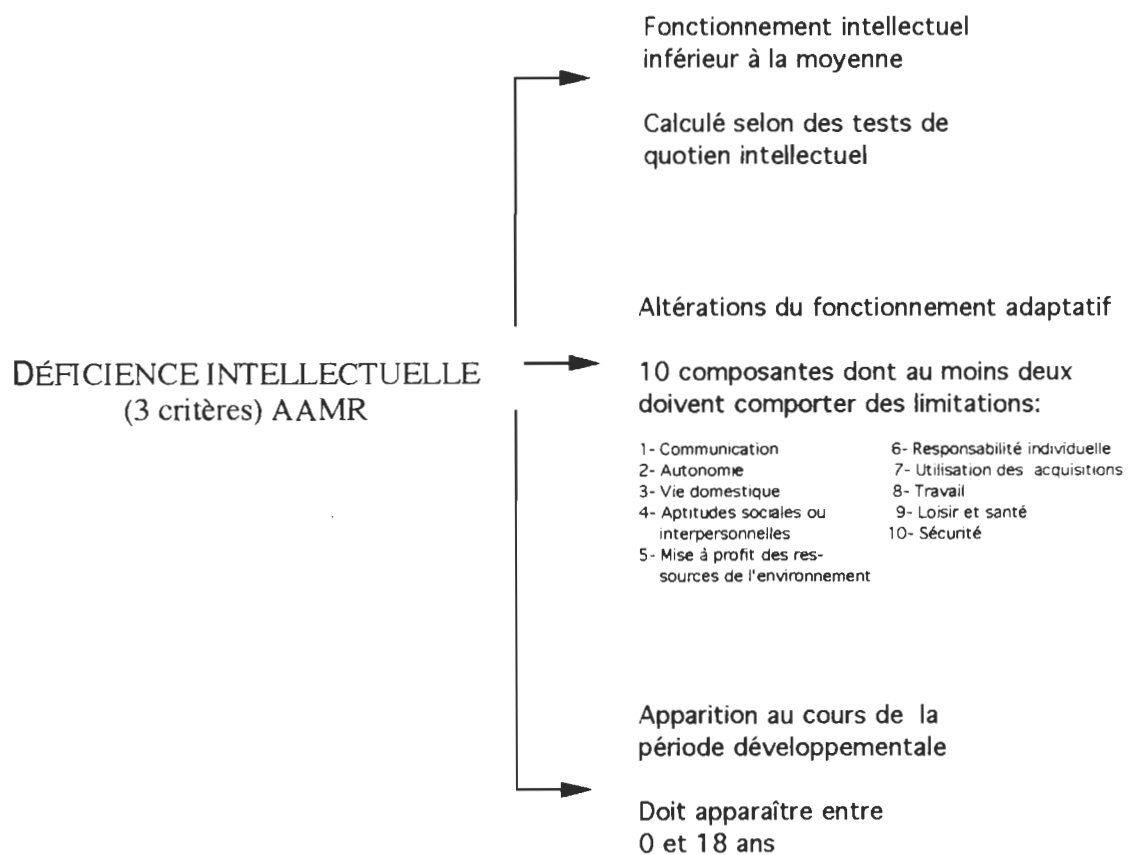 Fonctionnement intellectuel
inférieur à la moyenne
Calculé selon des tests de
quotien intellectuel
DÉFICIENCE INTELLECTUELLE
(3 critères) AAMR
Altérations du fonctionnement adaptatif
10 composantes dont au moins deux
doivent comporter des limitations:
1- Communication
2- Autonomie
3- Vie domestique
4- Aptitudes sociales ou
interpersonnelles
5- Mise à profit des res-
sources de l'environnement
6- Responsabilité individuelle
7- Utilisation des acquisitions
8- Travail
9- Loisir et santé
10- Sécurité
Apparition au cours de la
période développementale
Doit apparaître entre
0 et 18 ans